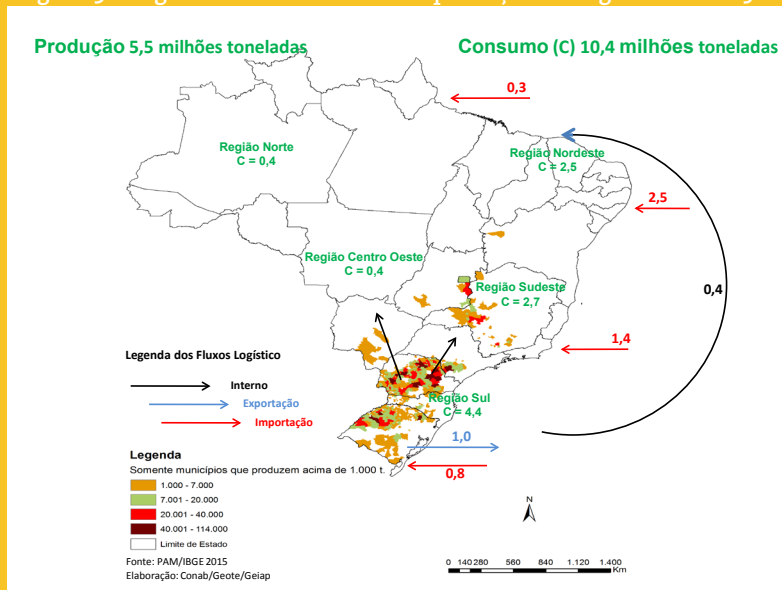 Produção 5,5 milhões toneladas
Consumo (C) 10,4 milhões toneladas
0,3
Região Norte
C = 0,4
Região Nordeste
C = 2,5
2,5
Região Centro Oeste
C = 0,4
Região Sudeste
C = 2,7
0,4
1,4
Legenda dos Fluxos Logístico
Interno
Exportação
Importação
Região Sul
C = 4,4
1,0
0,8
Legenda
Somente municípios que produzem acima de 1.000 t.
1.000 - 7.000
7.001 - 20.000
20.001 - 40.000
40.001 - 114.000
Limite de Estado
Fonte: PAM/IBGE 2015
Elaboração: Conab/Geote/Geiap
N
0 140 280 560 840 1.120 1.400
Km